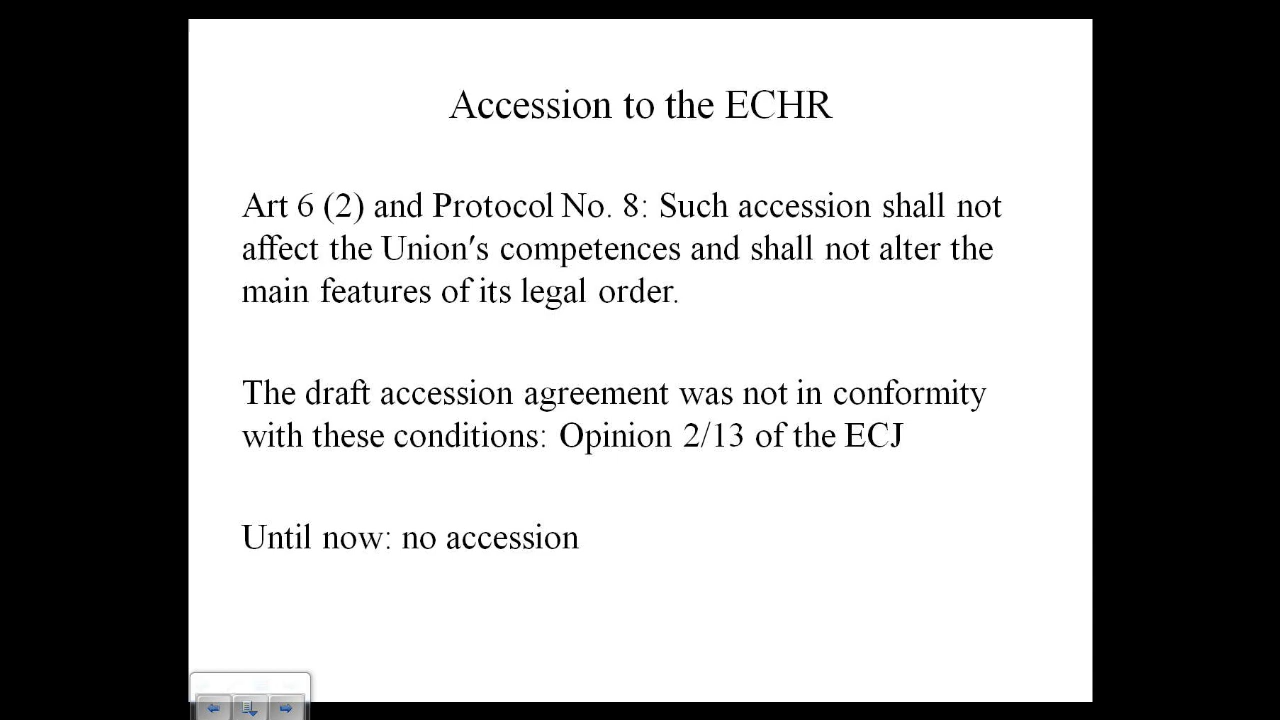 Accession to the ECHR
Art 6 (2) and Protocol No. 8: Such accession shall not
affect the Union's competences and shall not alter the
main features of its legal order.
The draft accession agreement was not in conformity
with these conditions: Opinion 2/13 of the ECJ
Until now: no accession